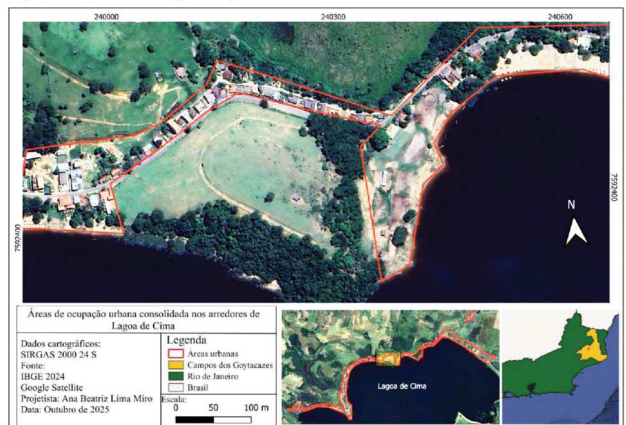 240000 240300 240600
7592400
7592400
N
Áreas de ocupação urbana consolidada nos arredores de
Lagoa de Cima
Dados cartográficos:
SIRGAS 2000 24 S
Fonte:
IBGE 2024
Google Satellite
Projetista: Ana Beatriz Lima Miro
Data: Outubro de 2025
Legenda
Áreas urbanas
Campos dos Goytacazes
Rio de Janeiro
Brasil
Escala:
0 50 100 m
Lagoa de Cima